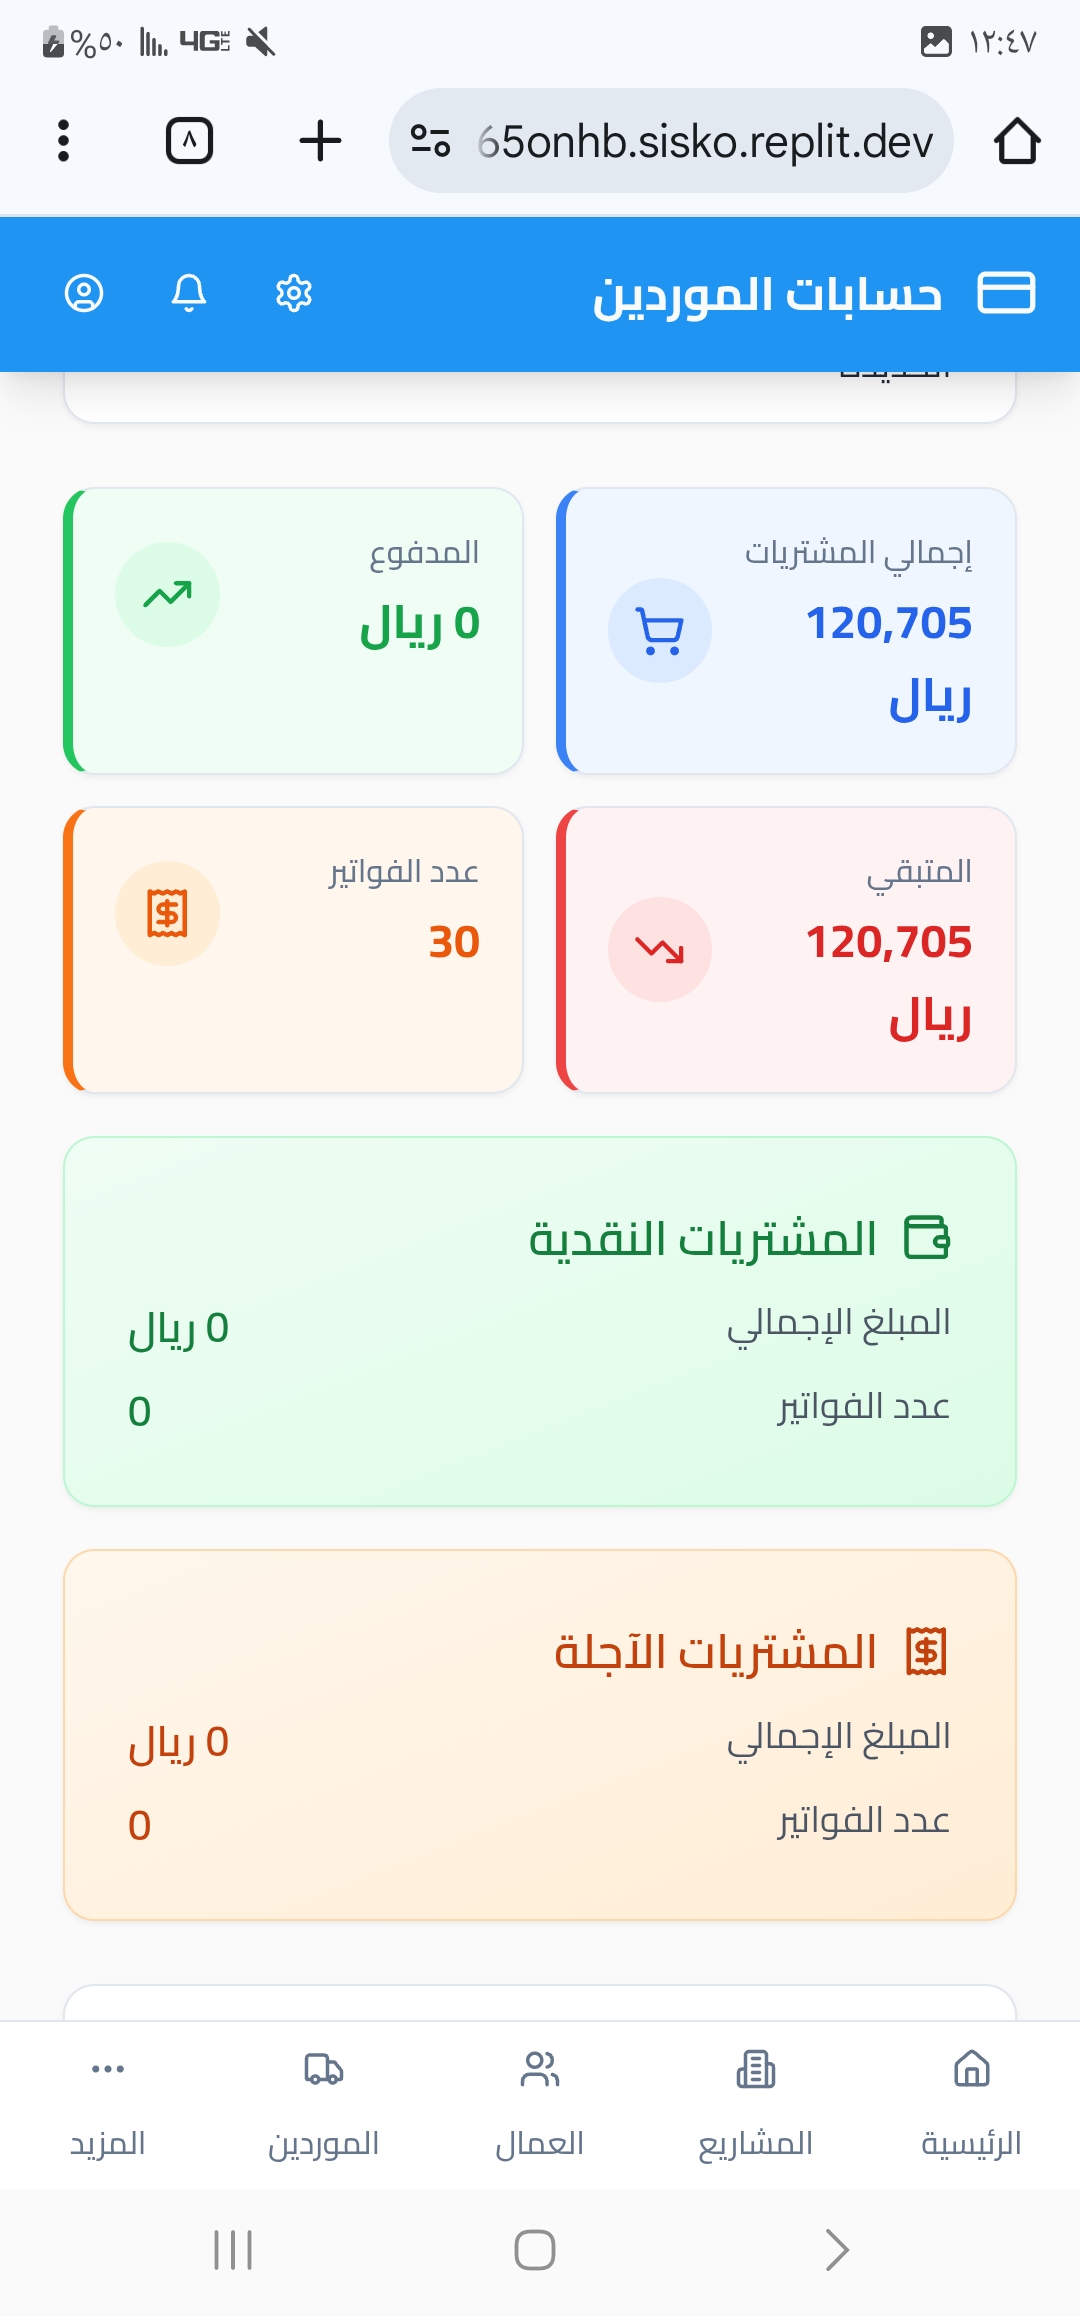 %٥٠ 4G LTE ١٢:٤٧
٨ 65onhb.sisko.replit.dev
حسابات الموردين
إجمالي المشتريات
120,705
ريال
المدفوع
0 ريال
المتبقي
120,705
ريال
عدد الفواتير
30
المشتريات النقدية
المبلغ الإجمالي 0 ريال
عدد الفواتير 0
المشتريات الآجلة
المبلغ الإجمالي 0 ريال
عدد الفواتير 0
الرئيسية المشاريع العمال الموردين المزيد